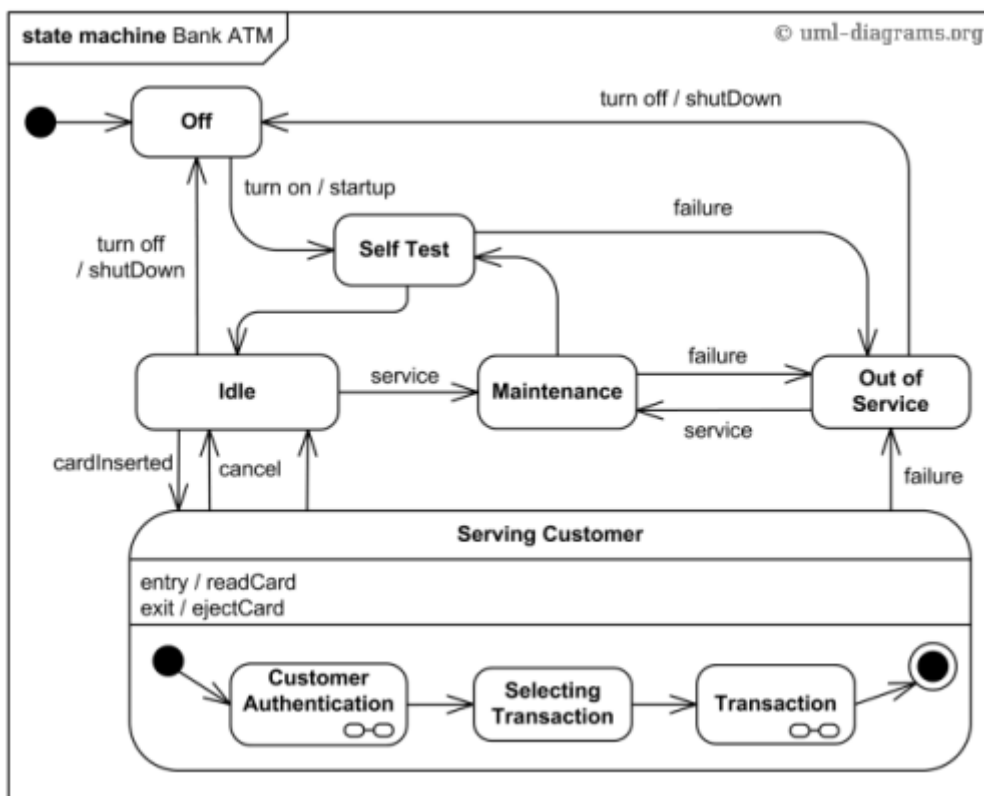 state machine Bank ATM
© uml-diagrams.org
turn off / shutDown
Off
turn on / startup
failure
Self Test
turn off
/ shutDown
failure
Idle
service
Maintenance
Out of
Service
service
cardInserted
cancel
failure
Serving Customer
entry / readCard
exit / ejectCard
Customer
Authentication
Selecting
Transaction
Transaction